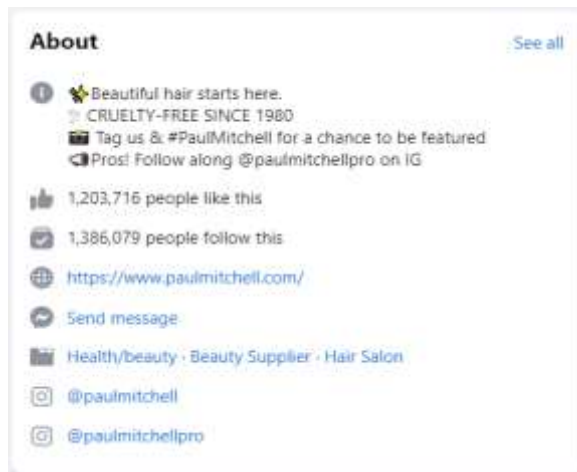 About
See all
Beautiful hair starts here.
CRUELTY-FREE SINCE 1980
Tag us & #PaulMitchell for a chance to be featured
Pros! Follow along @paulmitchellpro on IG
1,203,716 people like this
1,386,079 people follow this
https://www.paulmitchell.com/
Send message
Health/beauty · Beauty Supplier · Hair Salon
@paulmitchell
@paulmitchellpro